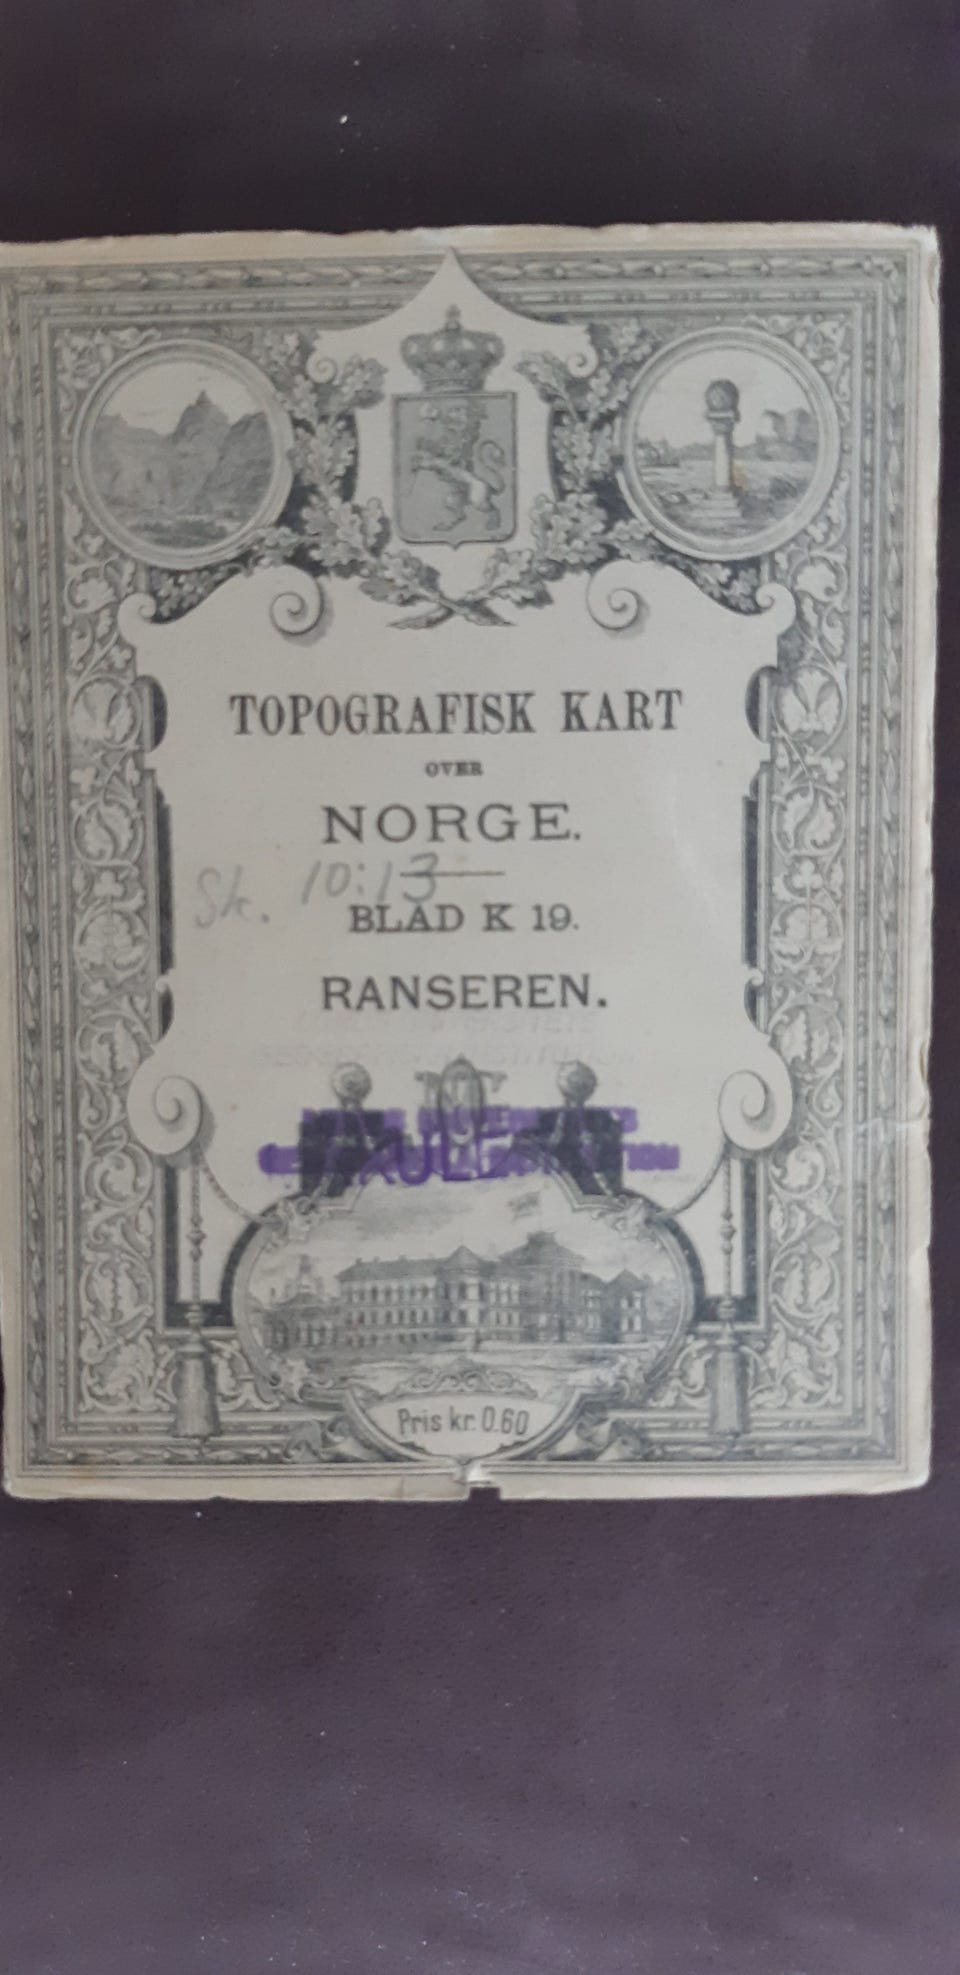 TOPOGRAFISK KART
OVER
NORGE.
Sk. 10:13
BLAD K 19.
RANSEREN.
Pris kr. 0.60